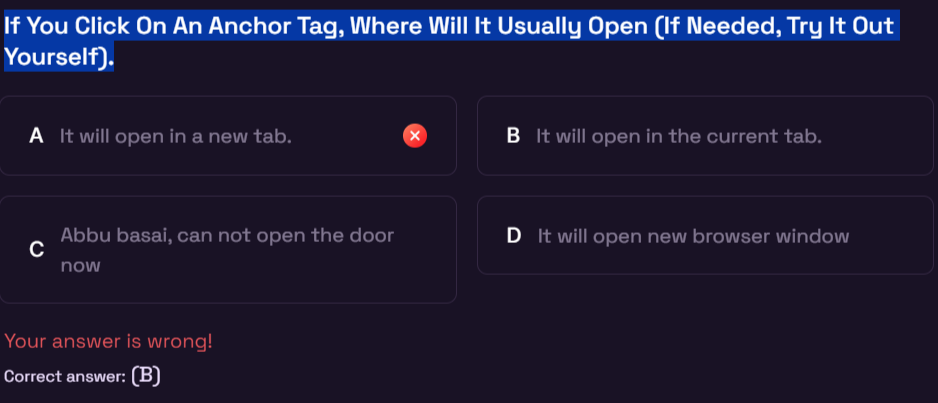 If You Click On An Anchor Tag, Where Will It Usually Open (If Needed, Try It Out
Yourself).
A It will open in a new tab.
B It will open in the current tab.
C Abbu basai, can not open the door
now
D It will open new browser window
Your answer is wrong!
Correct answer: (B)